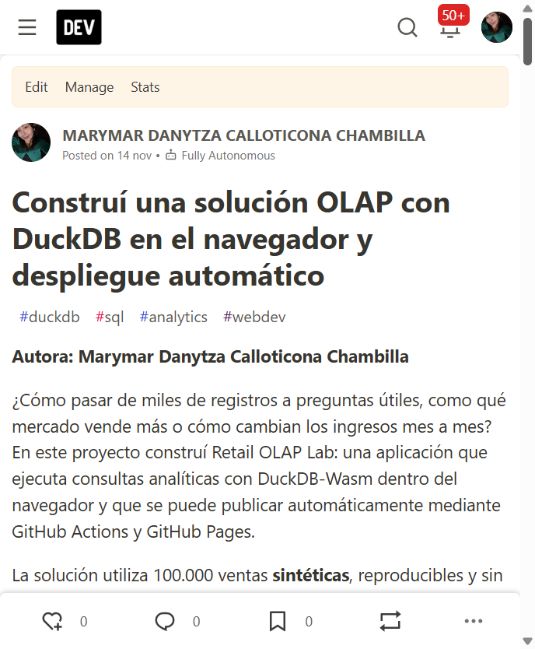 DEV
50+
Edit Manage Stats
MARYMAR DANYTZA CALLOTICONA CHAMBILLA
Posted on 14 nov • Fully Autonomous
Construí una solución OLAP con
DuckDB en el navegador y
despliegue automático
#duckdb #sql #analytics #webdev
Autora: Marymar Danytza Calloticona Chambilla
¿Cómo pasar de miles de registros a preguntas útiles, como qué
mercado vende más o cómo cambian los ingresos mes a mes?
En este proyecto construí Retail OLAP Lab: una aplicación que
ejecuta consultas analíticas con DuckDB-Wasm dentro del
navegador y que se puede publicar automáticamente mediante
GitHub Actions y GitHub Pages.
La solución utiliza 100.000 ventas sintéticas, reproducibles y sin
0 0 0